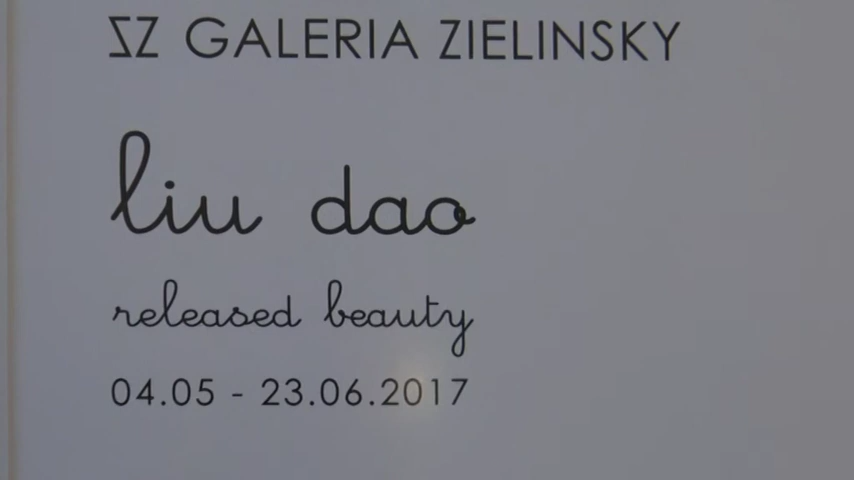 ZZ GALERIA ZIELINSKY
liu dao
released beauty
04.05 - 23.06.2017